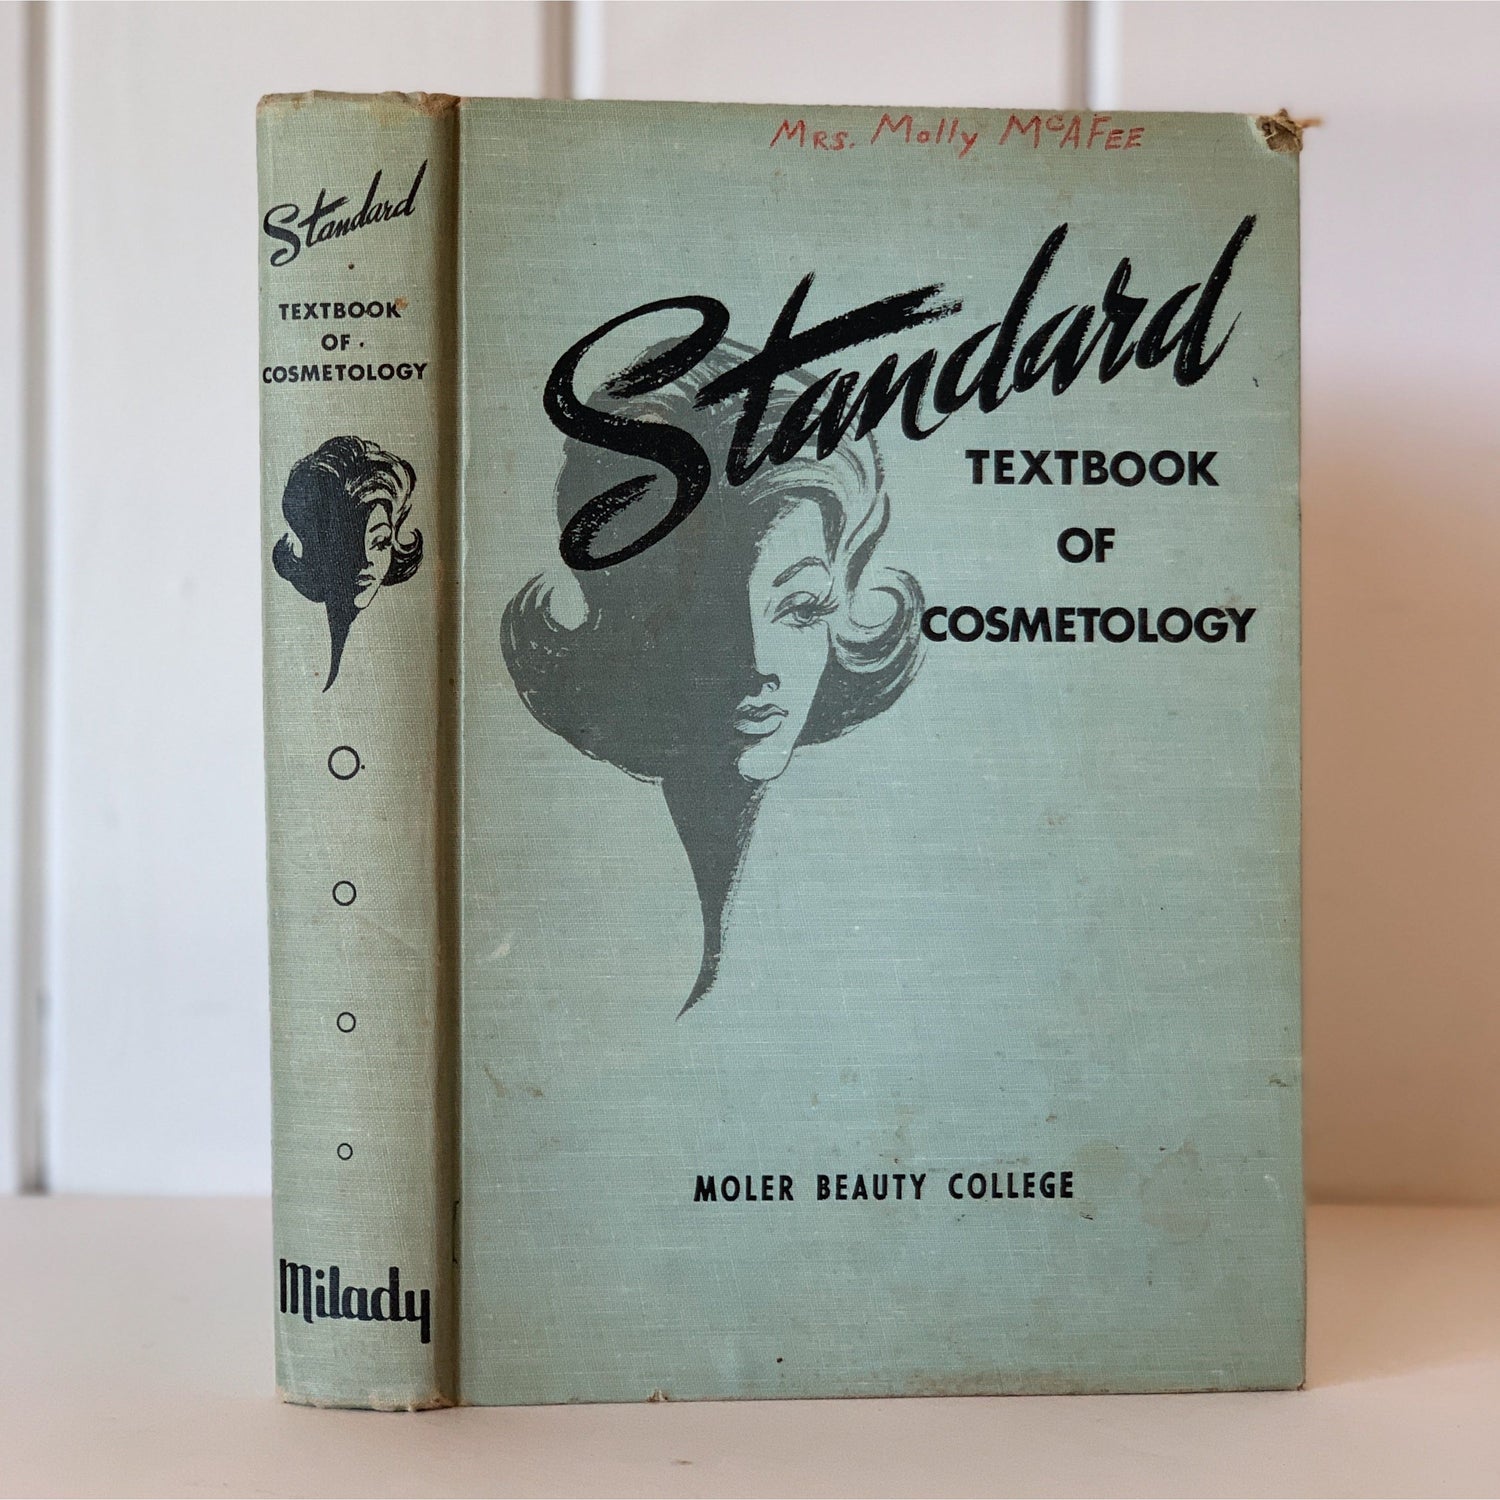 Standard
TEXTBOOK
OF
COSMETOLOGY
Milady
Mrs. Molly McAFEE
Standard
TEXTBOOK
OF
COSMETOLOGY
MOLER BEAUTY COLLEGE